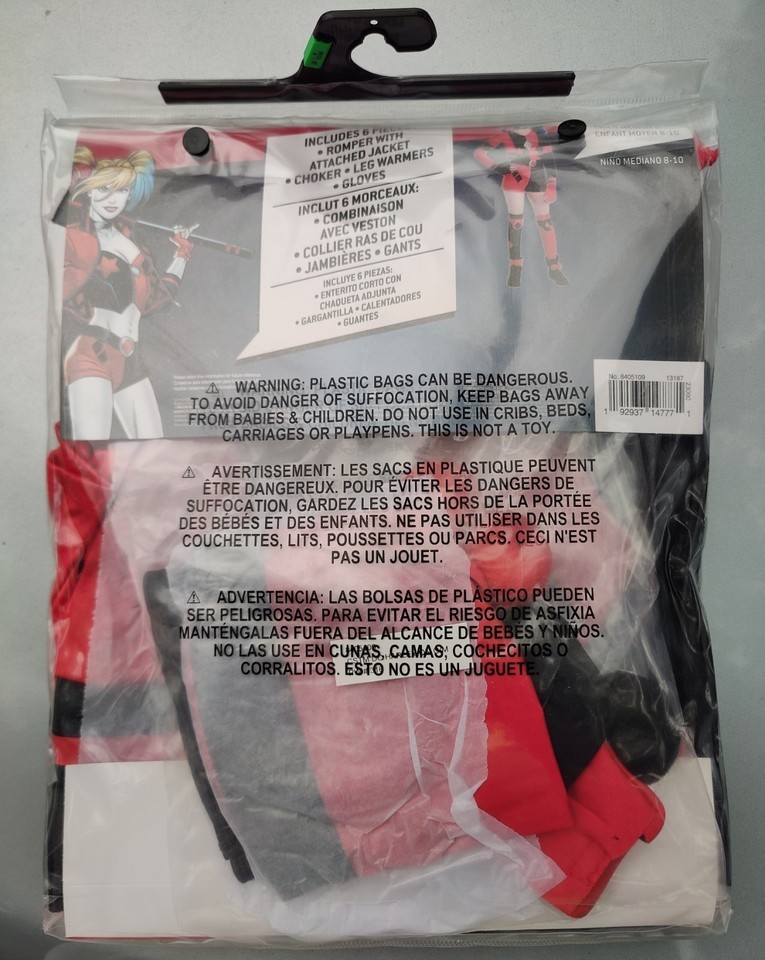 INCLUDES 6
• ROMPER WITH
ATTACHED JACKET
• CHOKER • LEG WARMERS
• GLOVES
INCLUT 6 MORCEAUX:
• COMBINAISON
AVEC VESTON
• COLLIER RAS DE COU
• JAMBIÈRES • GANTS
INCLUYE 6 PIEZAS:
• ENTERITO CORTO CON
CHAQUETA ADJUNTA
• GARGANTILLA • CALENTADORES
• GUANTES
ENFANT MOYEN 8-10
NIÑO MEDIANO 8-10
No. 8405109 13187
23000
1 92937 14777 1
⚠ WARNING: PLASTIC BAGS CAN BE DANGEROUS.
TO AVOID DANGER OF SUFFOCATION, KEEP BAGS AWAY
FROM BABIES & CHILDREN. DO NOT USE IN CRIBS, BEDS,
CARRIAGES OR PLAYPENS. THIS IS NOT A TOY.
⚠ AVERTISSEMENT: LES SACS EN PLASTIQUE PEUVENT
ÊTRE DANGEREUX. POUR ÉVITER LES DANGERS DE
SUFFOCATION, GARDEZ LES SACS HORS DE LA PORTÉE
DES BÉBÉS ET DES ENFANTS. NE PAS UTILISER DANS LES
COUCHETTES, LITS, POUSSETTES OU PARCS. CECI N'EST
PAS UN JOUET.
⚠ ADVERTENCIA: LAS BOLSAS DE PLÁSTICO PUEDEN
SER PELIGROSAS. PARA EVITAR EL RIESGO DE ASFIXIA
MANTÉNGALAS FUERA DEL ALCANCE DE BEBÉS Y NIÑOS.
NO LAS USE EN CUNAS, CAMAS, COCHECITOS O
CORRALITOS. ESTO NO ES UN JUGUETE.